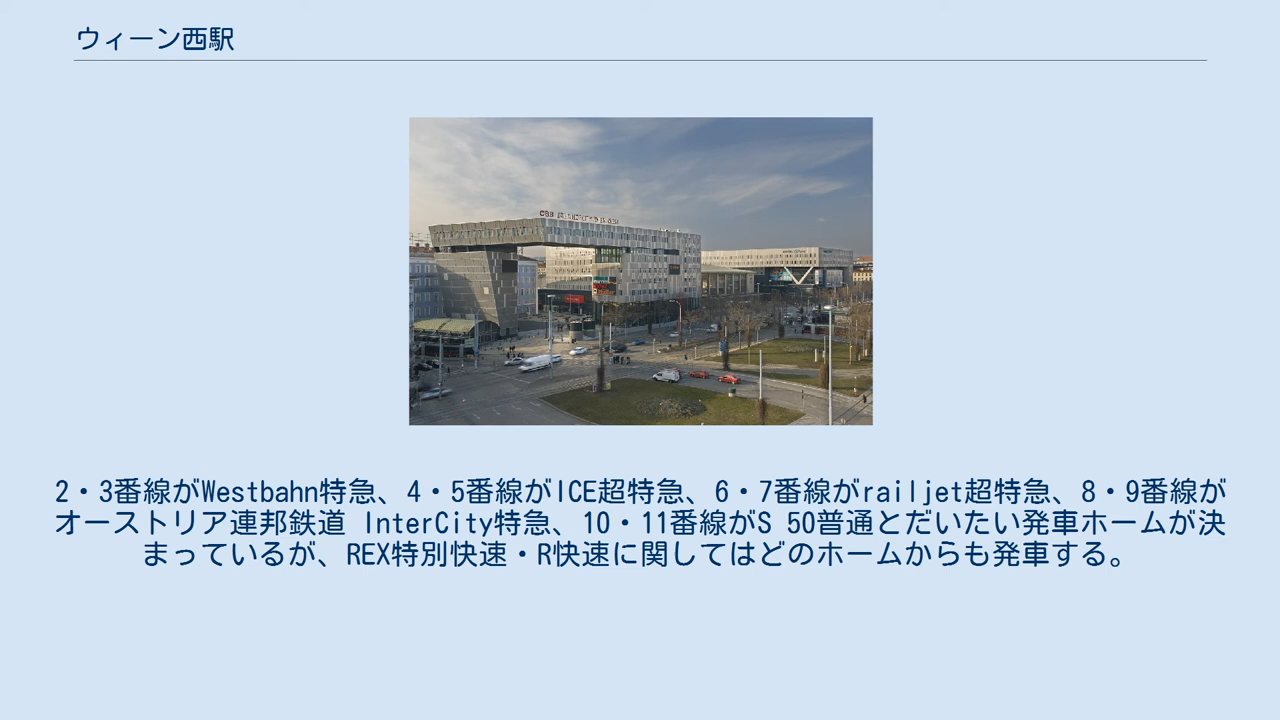 ウィーン西駅
2・3番線がWestbahn特急、4・5番線がICE超特急、6・7番線がrailjet超特急、8・9番線が
オーストリア連邦鉄道 InterCity特急、10・11番線がS 50普通とだいたい発車ホームが決
まっているが、REX特別快速・R快速に関してはどのホームからも発車する。